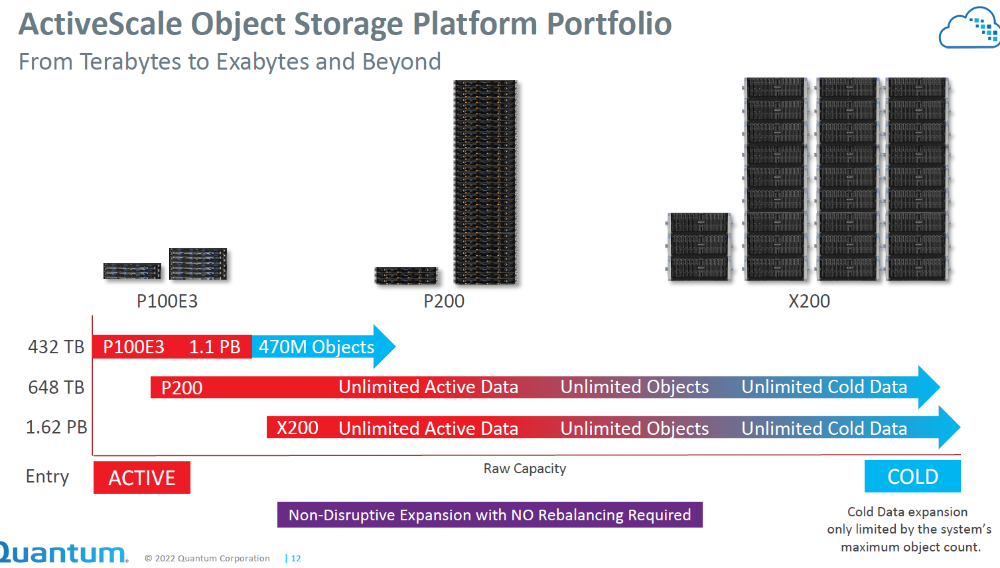 ActiveScale Object Storage Platform Portfolio
From Terabytes to Exabytes and Beyond
P100E3
P200
X200
432 TB
P100E3 1.1 PB 470M Objects
648 TB
P200 Unlimited Active Data Unlimited Objects Unlimited Cold Data
1.62 PB
X200 Unlimited Active Data Unlimited Objects Unlimited Cold Data
Entry
ACTIVE
Raw Capacity
COLD
Non-Disruptive Expansion with NO Rebalancing Required
Cold Data expansion
only limited by the system's
maximum object count.
Quantum.
© 2022 Quantum Corporation | 12